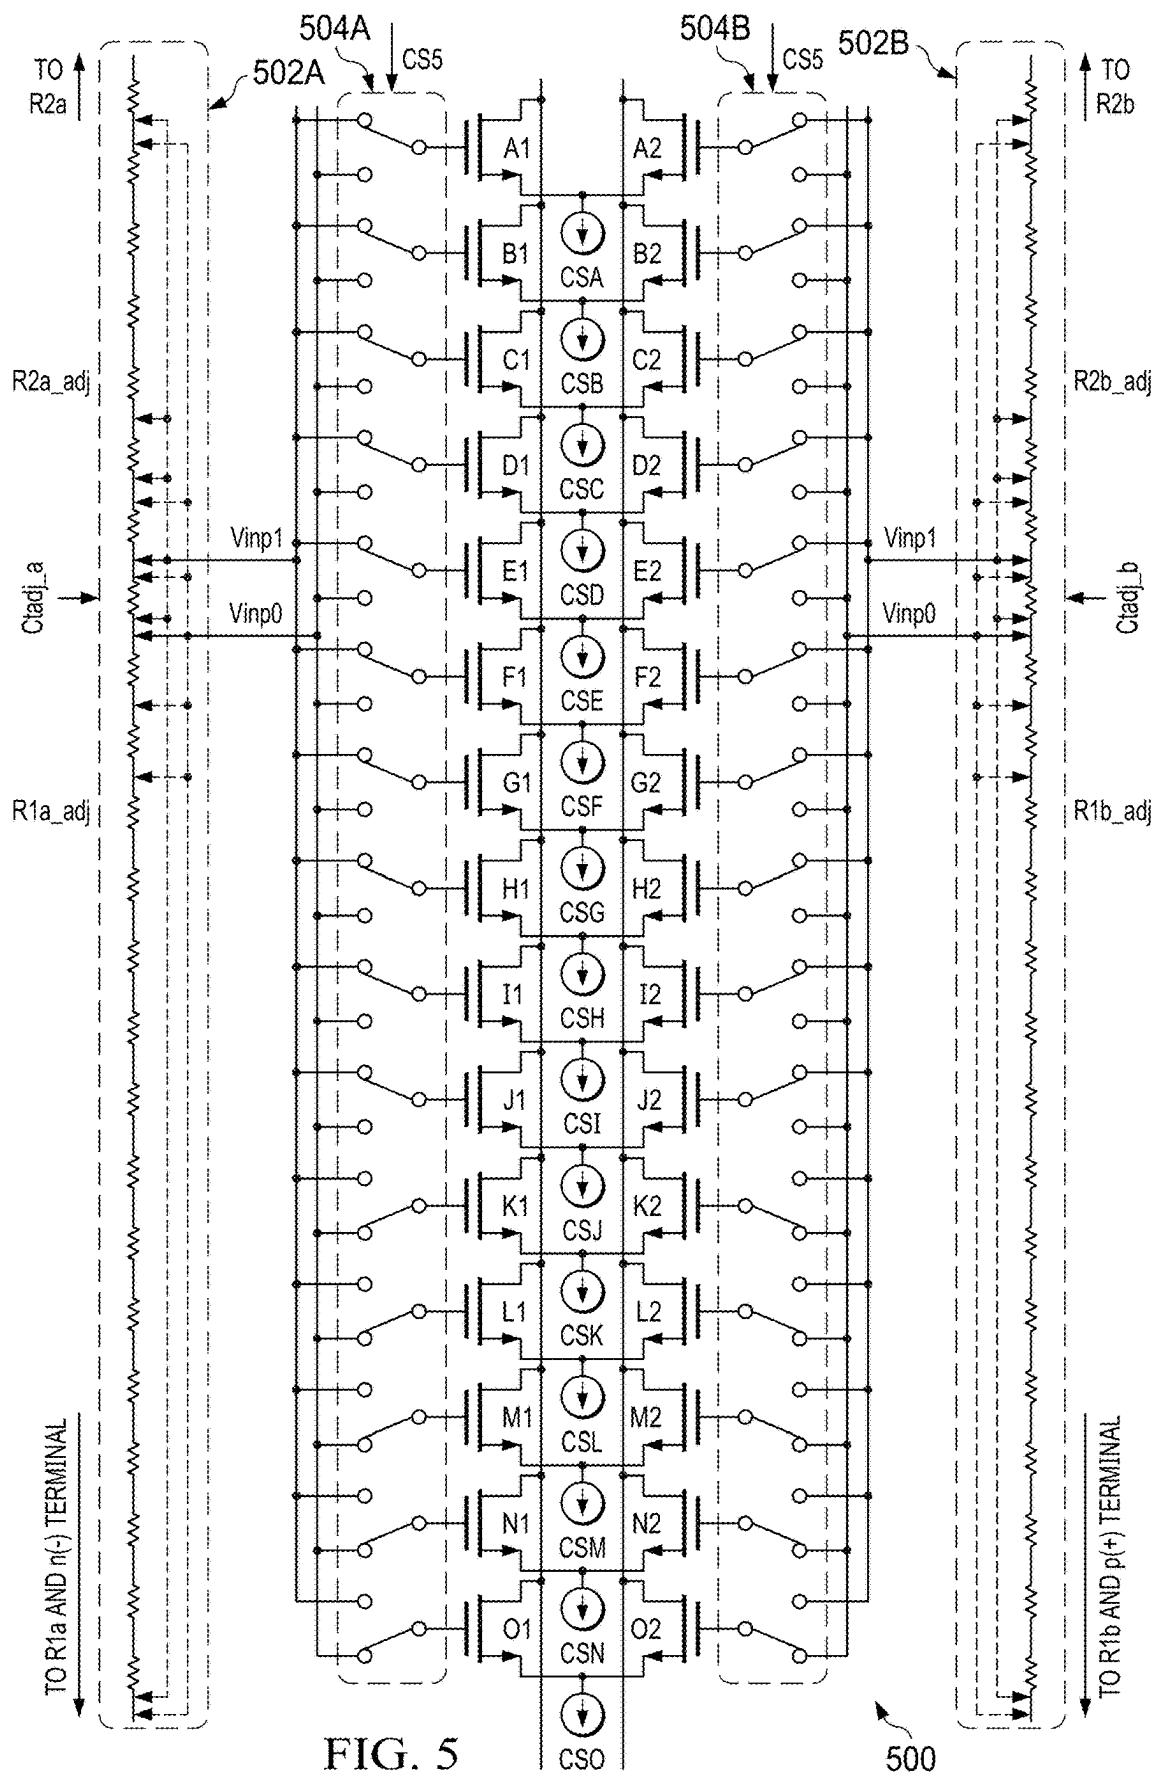 504A
504B
CS5
CS5
502A
502B
TO
R2a
TO
R2b
A1
A2
CSA
B1
B2
CSB
C1
C2
R2a_adj
R2b_adj
CSC
D1
D2
CSD
Vinp1
Vinp1
E1
E2
Ctadj_a
Ctadj_b
Vinp0
Vinp0
CSE
F1
F2
CSF
G1
G2
R1a_adj
R1b_adj
CSG
H1
H2
CSH
I1
I2
CSI
J1
J2
CSJ
K1
K2
CSK
L1
L2
CSL
M1
M2
CSM
N1
N2
CSN
O1
O2
CSO
TO R1a AND n(-) TERMINAL
TO R1b AND p(+) TERMINAL
FIG. 5
500